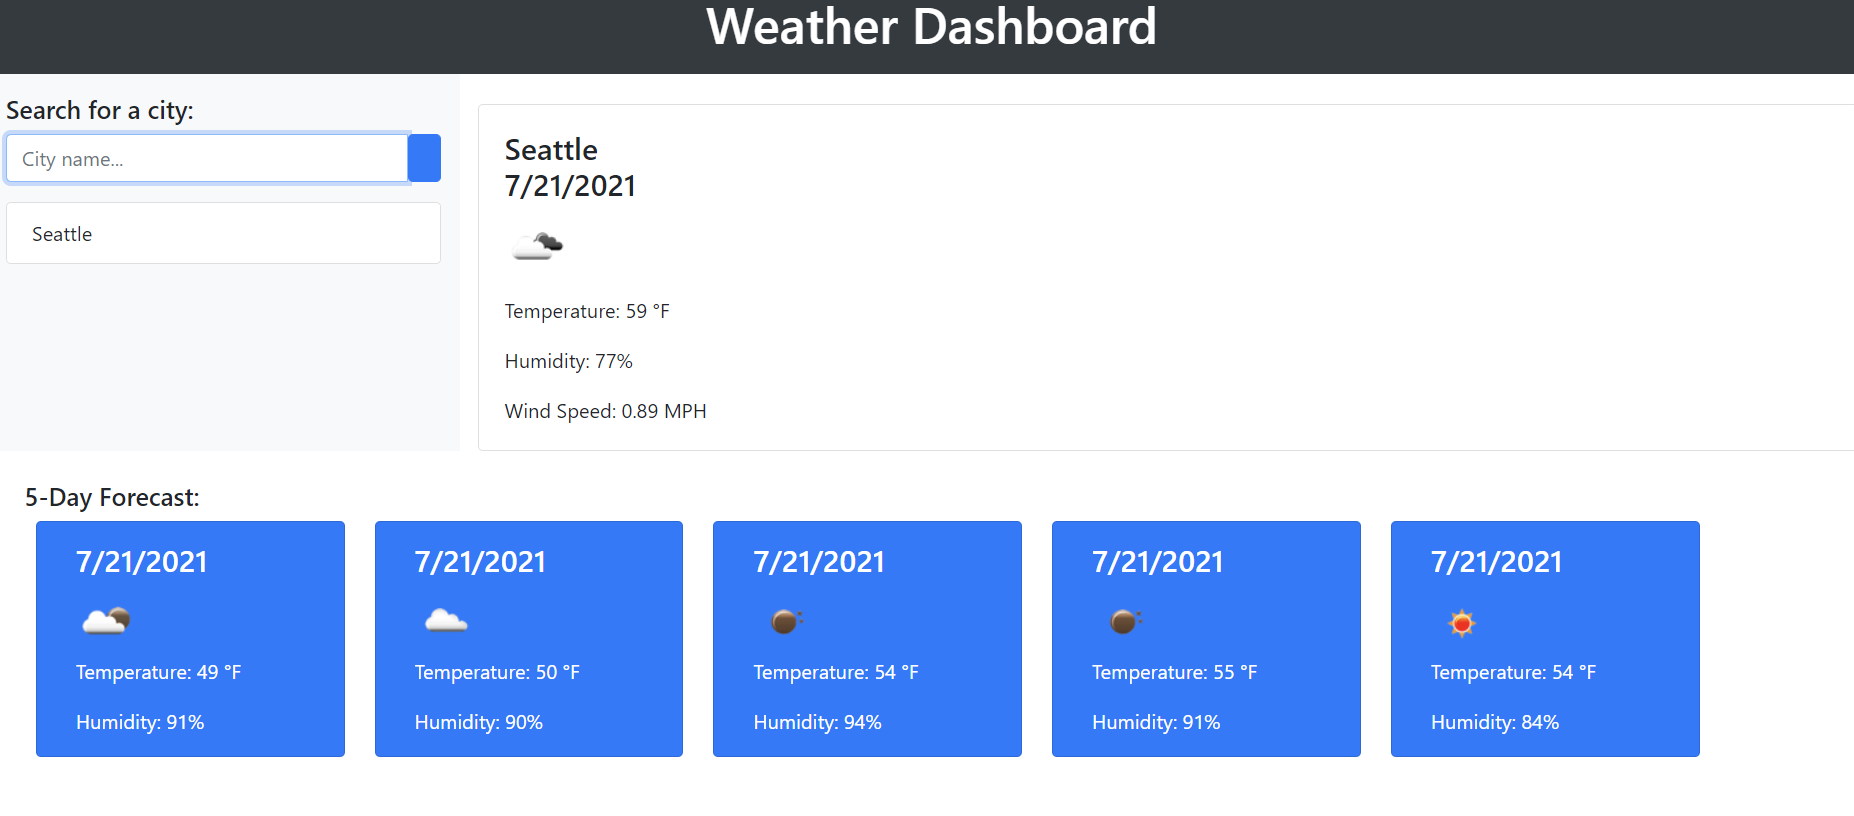 Weather Dashboard
Search for a city:
City name...
Seattle
Seattle
7/21/2021
Temperature: 59 °F
Humidity: 77%
Wind Speed: 0.89 MPH
5-Day Forecast:
7/21/2021
Temperature: 49 °F
Humidity: 91%
7/21/2021
Temperature: 50 °F
Humidity: 90%
7/21/2021
Temperature: 54 °F
Humidity: 94%
7/21/2021
Temperature: 55 °F
Humidity: 91%
7/21/2021
Temperature: 54 °F
Humidity: 84%